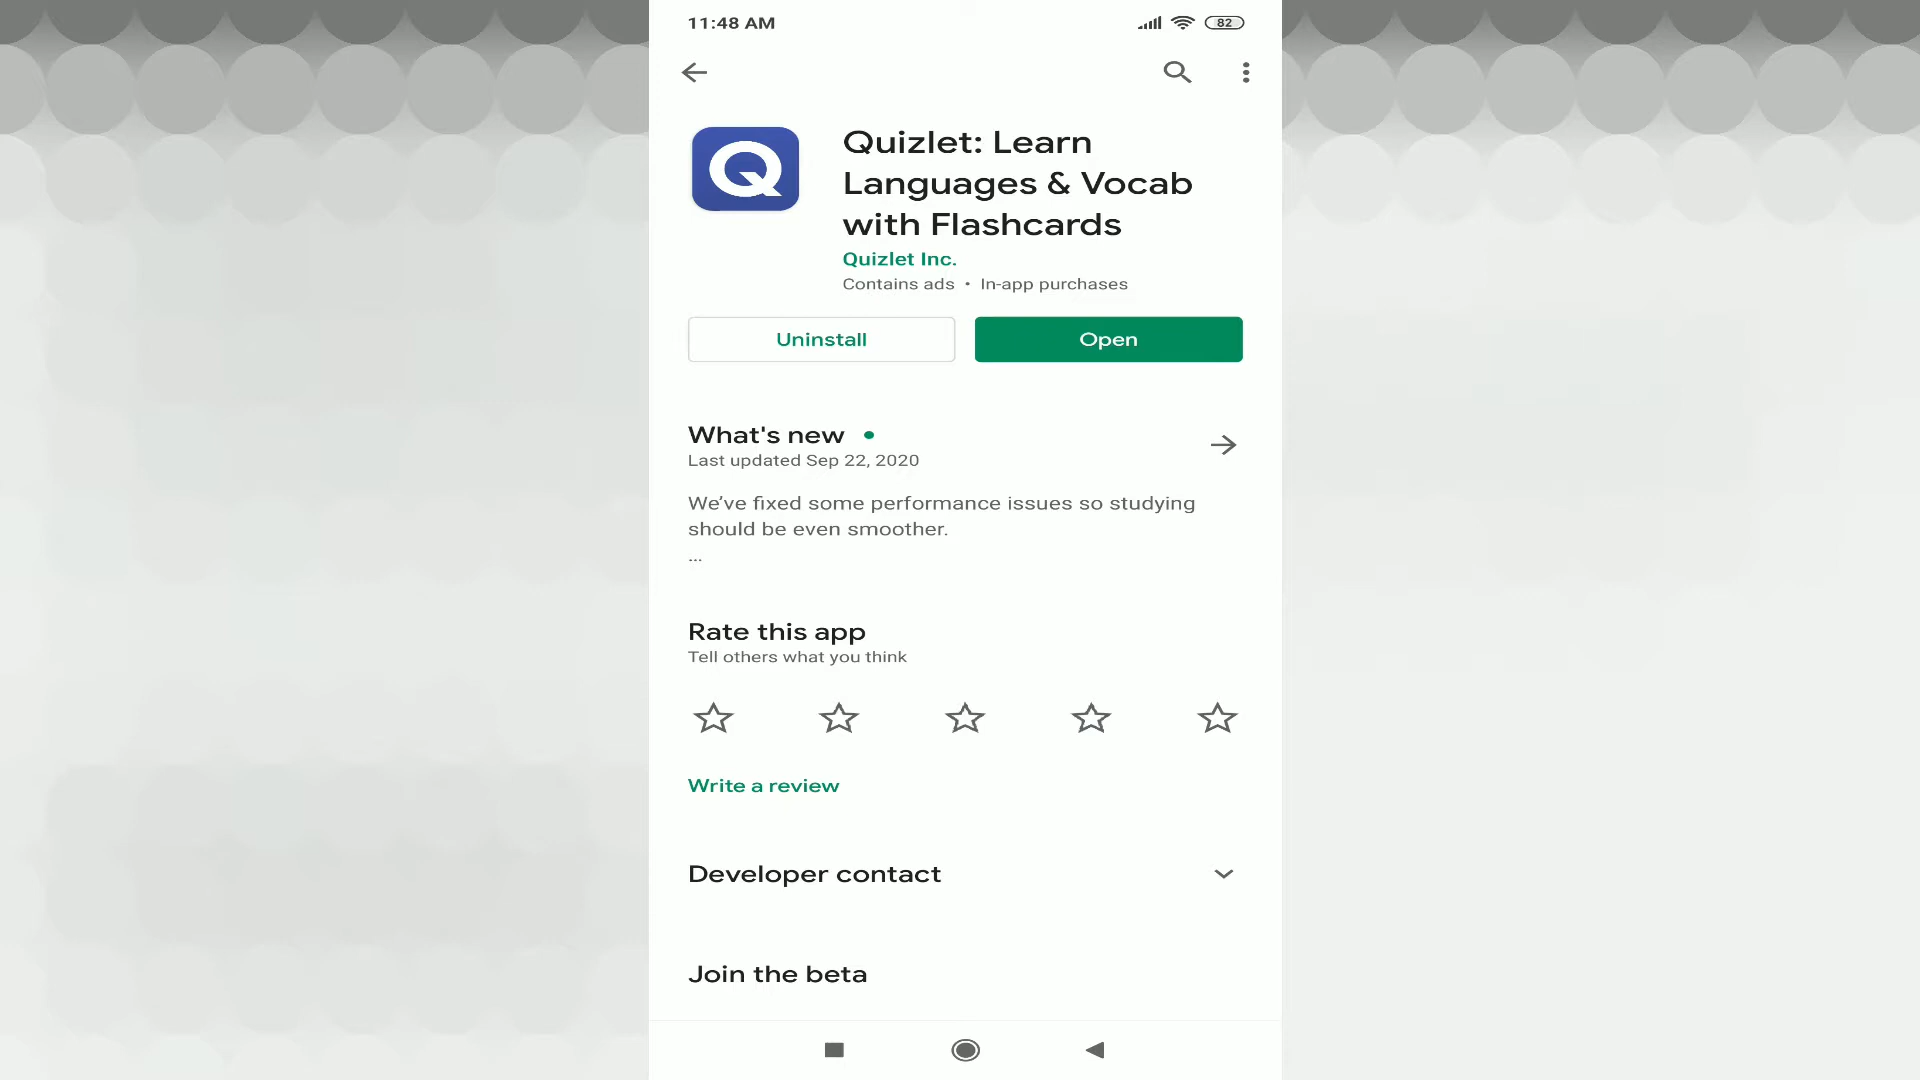 11:48 AM
82
Q
Quizlet: Learn
Languages & Vocab
with Flashcards
Quizlet Inc.
Contains ads • In-app purchases
Uninstall
Open
What's new •
Last updated Sep 22, 2020
We’ve fixed some performance issues so studying
should be even smoother.
...
Rate this app
Tell others what you think
Write a review
Developer contact
Join the beta